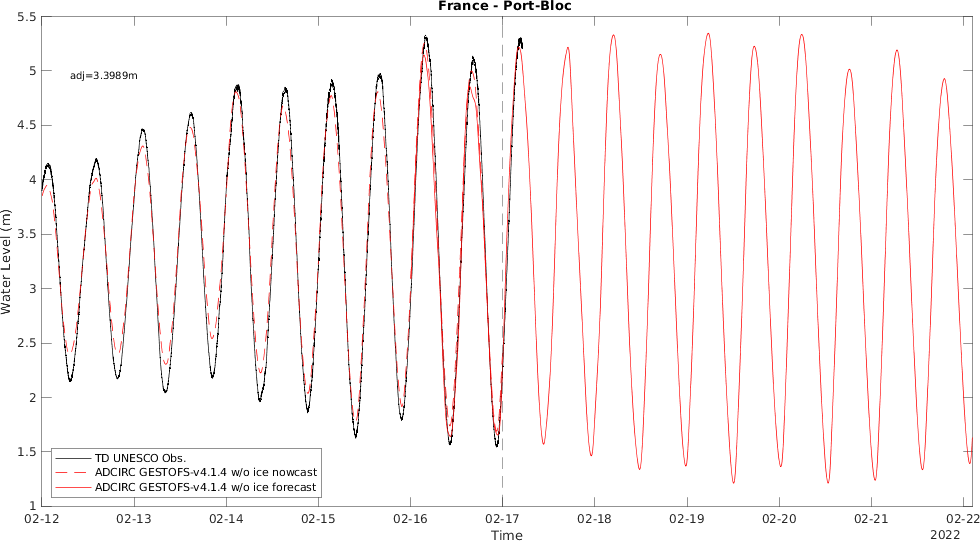 France - Port-Bloc
5.5
5
4.5
4
3.5
3
2.5
2
1.5
1
Water Level (m)
adj=3.3989m
TD UNESCO Obs.
ADCIRC GESTOFS-v4.1.4 w/o ice nowcast
ADCIRC GESTOFS-v4.1.4 w/o ice forecast
02-12 02-13 02-14 02-15 02-16 02-17 02-18 02-19 02-20 02-21 02-22
Time
2022